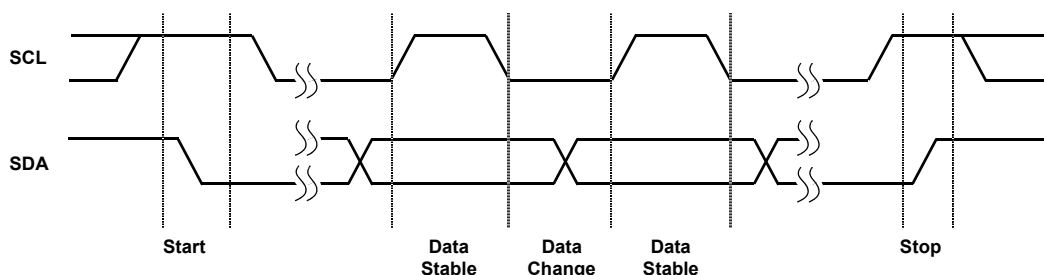 SCL
SDA
Start
Data
Stable
Data
Change
Data
Stable
Stop